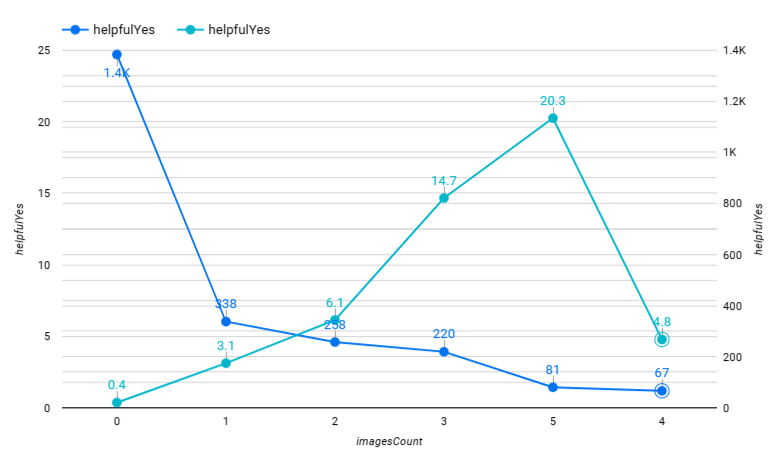 helpfulYes helpfulYes
25 1.4K
20 1.2K
15 1K
10 800
5 600
0 400
200
0
1.4K
338
258
220
81
67
0.4
3.1
6.1
14.7
20.3
4.8
0 1 2 3 5 4
imagesCount
helpfulYes
helpfulYes